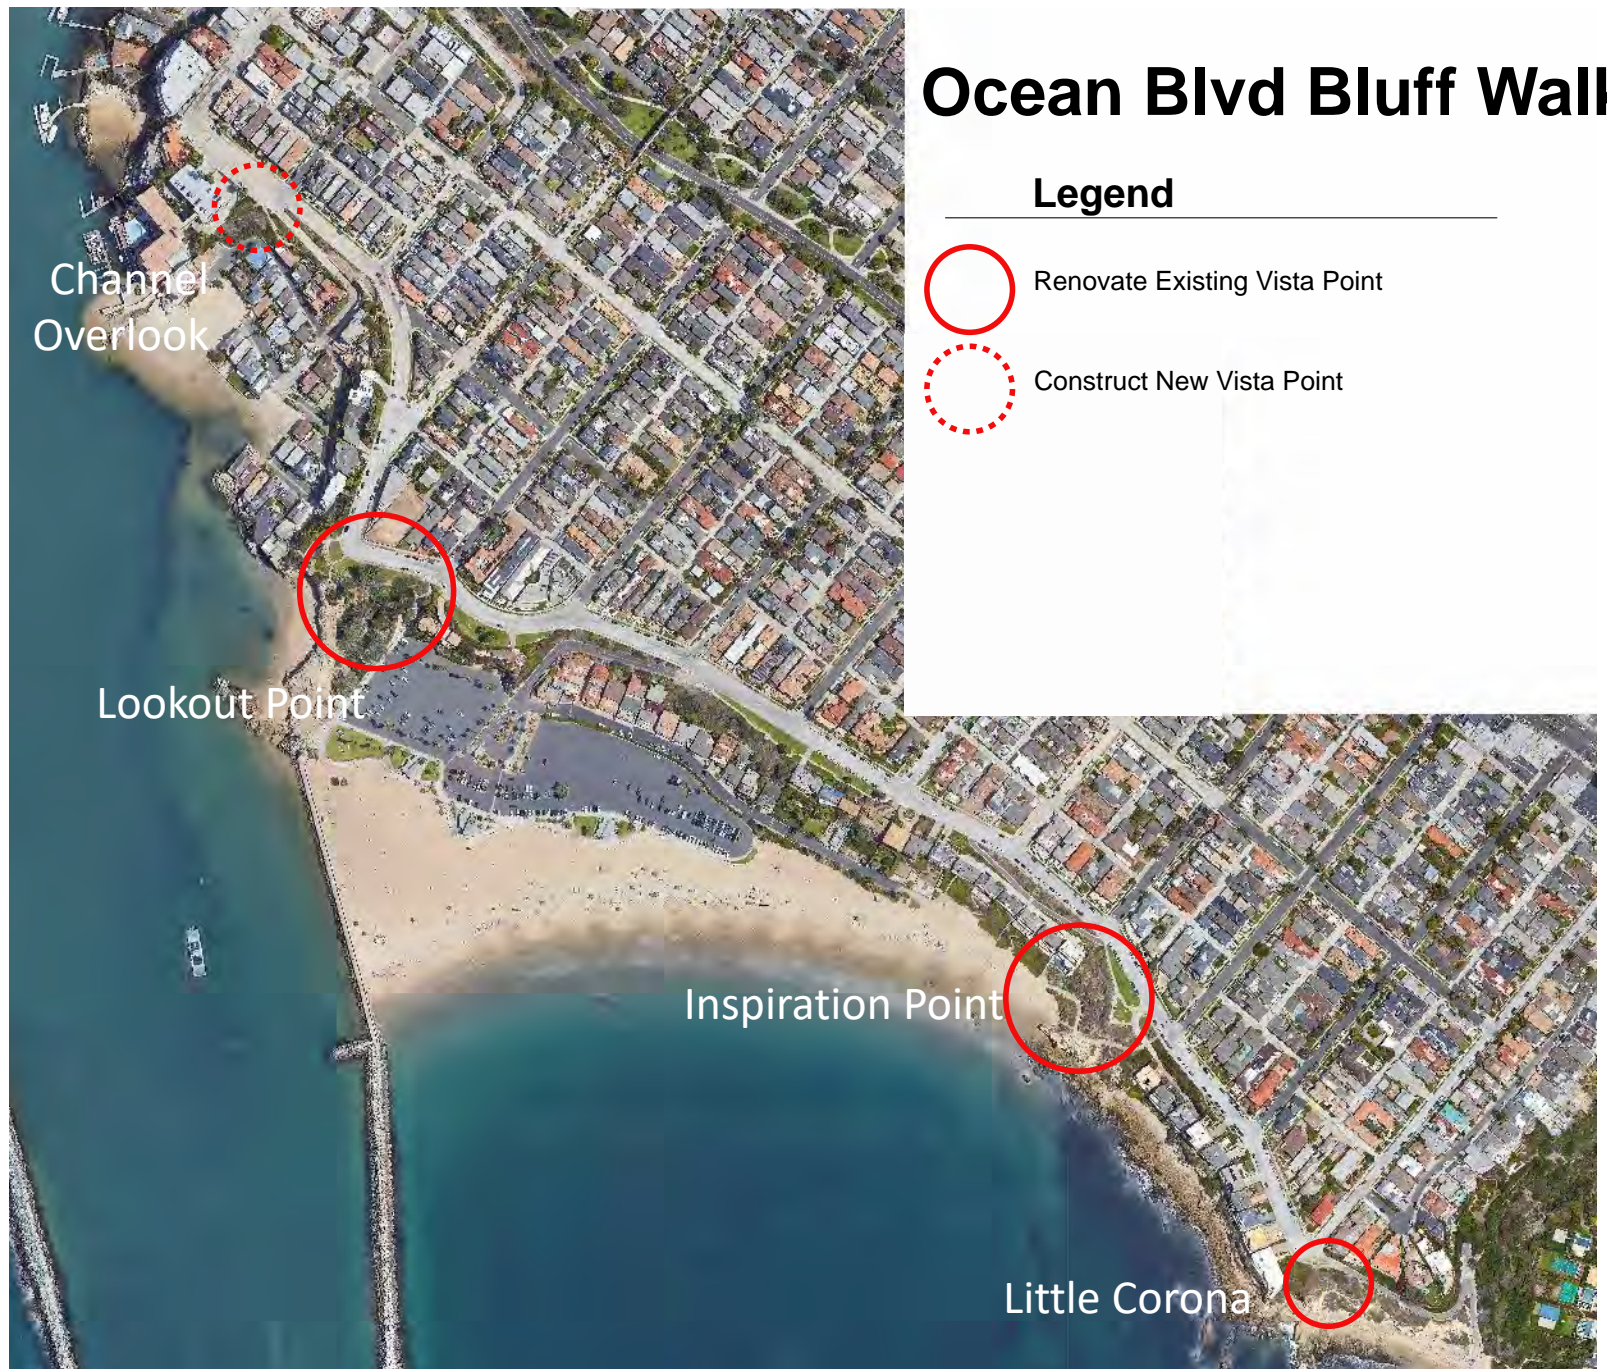 Ocean Blvd Bluff Walk
Legend
Renovate Existing Vista Point
Construct New Vista Point
Channel
Overlook
Lookout Point
Inspiration Point
Little Corona